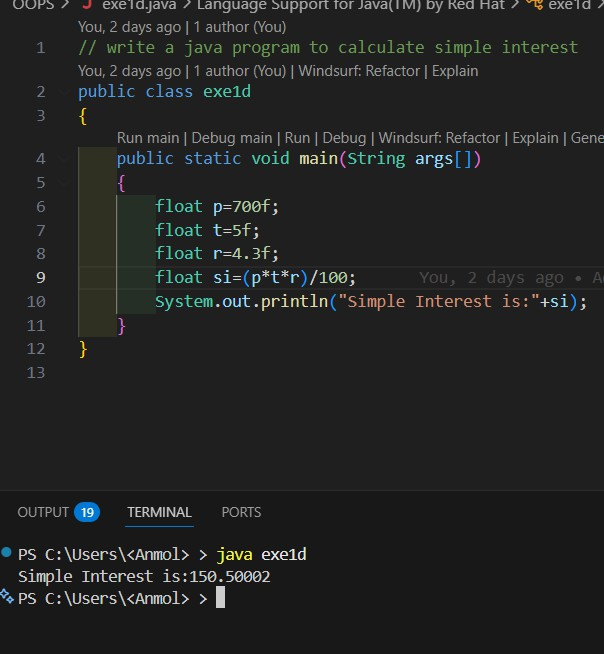 OOPS > exe1d.java > Language Support for Java(TM) by Red Hat > exe1d >
You, 2 days ago | 1 author (You)
1 // write a java program to calculate simple interest
You, 2 days ago | 1 author (You) | Windsurf: Refactor | Explain
2 public class exe1d
3 {
Run main | Debug main | Run | Debug | Windsurf: Refactor | Explain | Gene
4 public static void main(String args[])
5 {
6 float p=700f;
7 float t=5f;
8 float r=4.3f;
9 float si=(p*t*r)/100; You, 2 days ago • A
10 System.out.println("Simple Interest is:"+si);
11 }
12 }
13
OUTPUT 19 TERMINAL PORTS
PS C:\Users\<Anmol> > java exe1d
Simple Interest is:150.50002
PS C:\Users\<Anmol> >